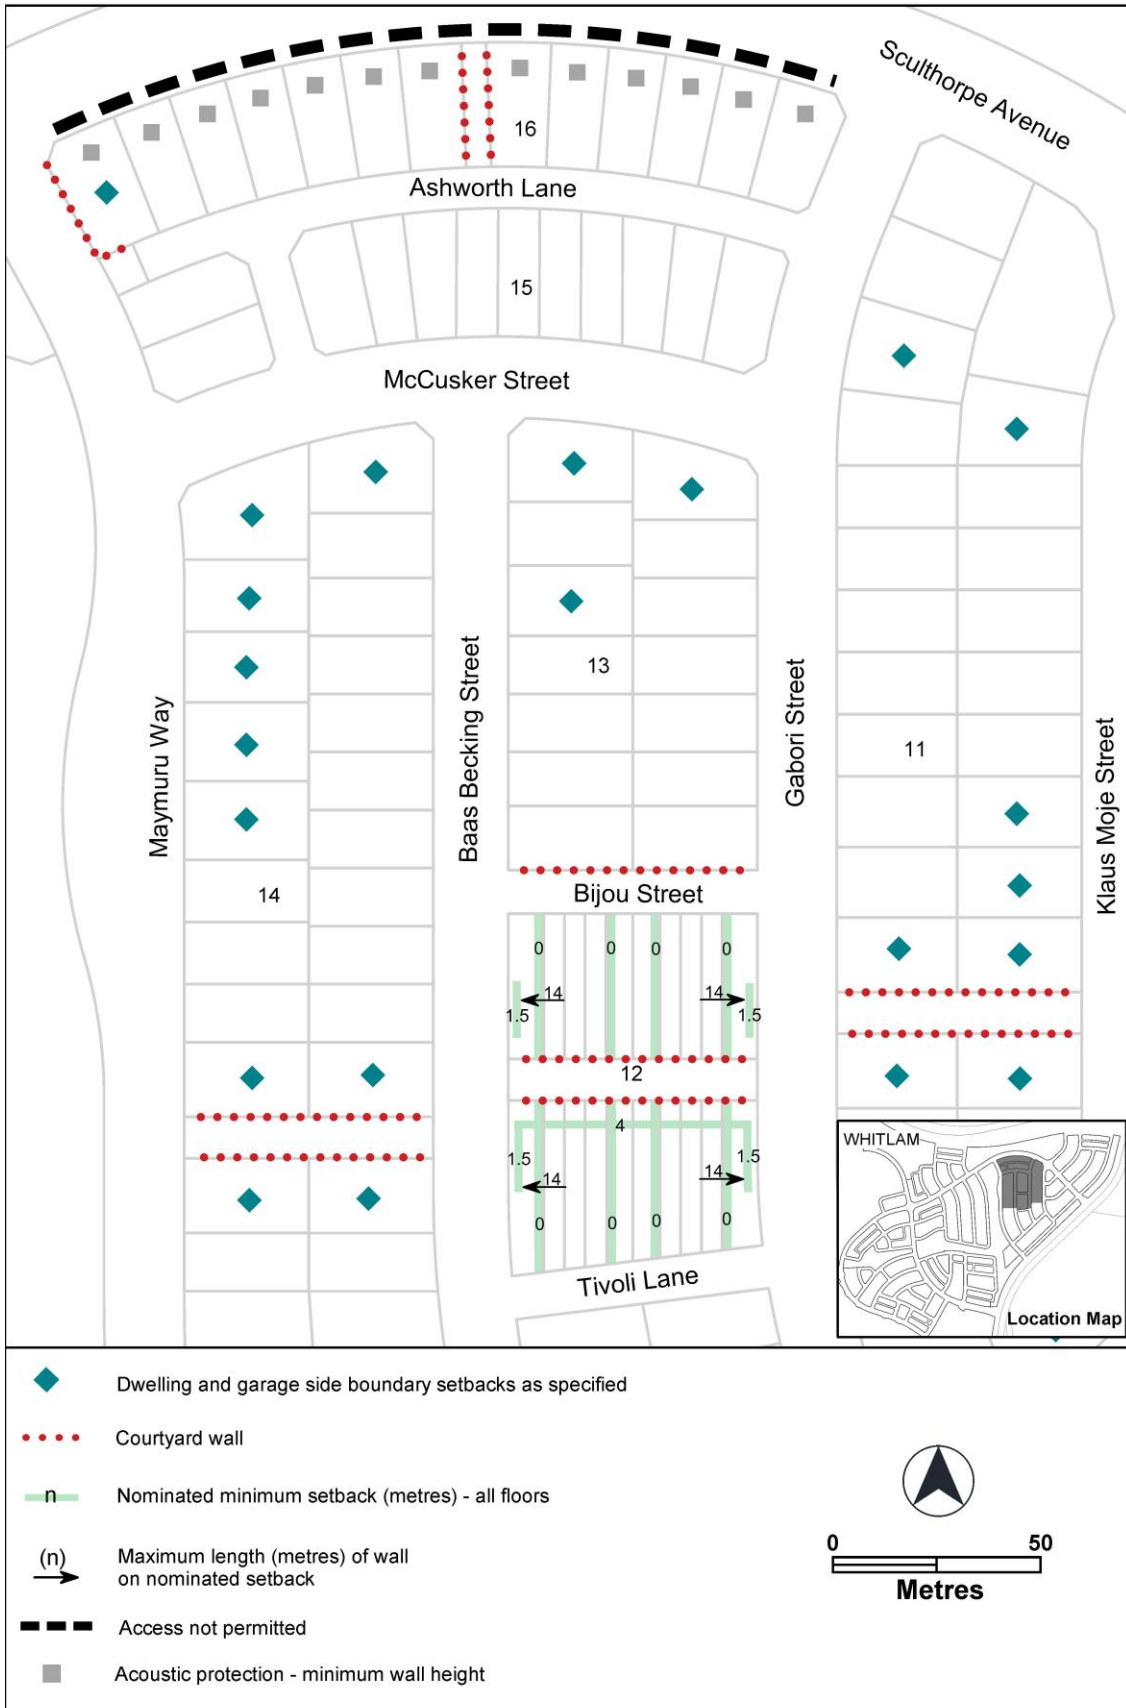 Sculthorpe Avenue
16
Ashworth Lane
15
McCusker Street
13
Maymuru Way
Baas Becking Street
Gabori Street
11
Klaus Moje Street
14
Bijou Street
0 0 0 0
14 14
1.5 1.5
12
4
1.5 1.5
14 14
0 0 0 0
Tivoli Lane
WHITLAM
Location Map
Dwelling and garage side boundary setbacks as specified
Courtyard wall
n Nominated minimum setback (metres) - all floors
(n) Maximum length (metres) of wall
on nominated setback
Access not permitted
Acoustic protection - minimum wall height
0 50
Metres